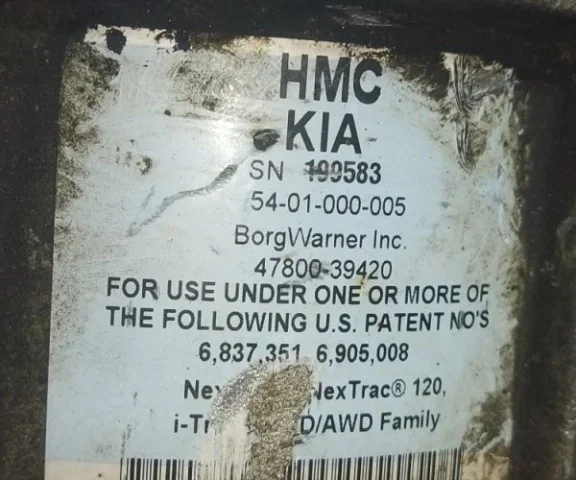 HMC
KIA
SN 199583
54-01-000-005
BorgWarner Inc.
47800-39420
FOR USE UNDER ONE OR MORE OF
THE FOLLOWING U.S. PATENT NO'S
6,837,351 6,905,008
NexTrac® 120,
D/AWD Family